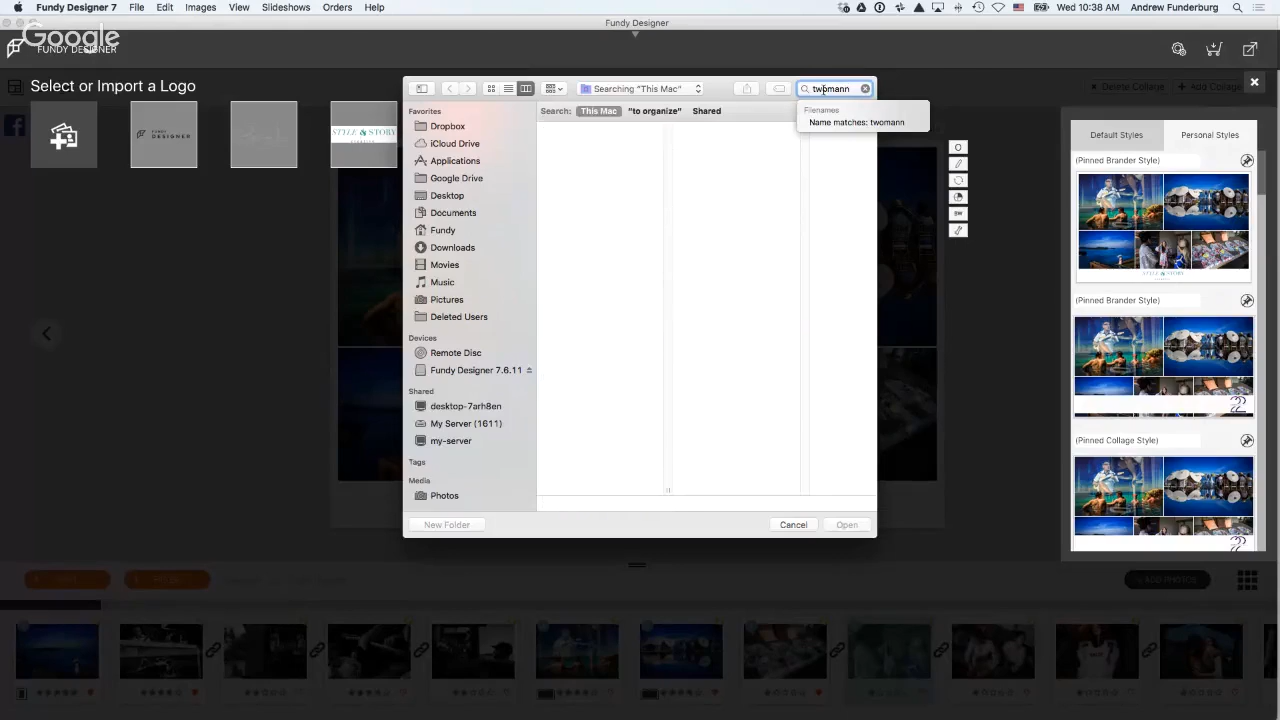 Fundy Designer 7 File Edit Images View Slideshows Orders Help Wed 10:38 AM Andrew Funderburg
Fundy Designer
Google
FUNDY DESIGNER
Select or Import a Logo
Delete Collage + Add Collage
FUNDY DESIGNER
STYLE & STORY
Searching "This Mac"
twomann
Search: This Mac "to organize" Shared
Filenames
Name matches: twomann
Favorites
Dropbox
iCloud Drive
Applications
Google Drive
Desktop
Documents
Fundy
Downloads
Movies
Music
Pictures
Deleted Users
Devices
Remote Disc
Fundy Designer 7.6.11
Shared
desktop-7arh8en
My Server (1611)
my-server
Tags
Media
Photos
New Folder Cancel Open
BW
Default Styles Personal Styles
(Pinned Brander Style)
STYLE & STORY
(Pinned Brander Style)
(Pinned Collage Style)
+ ADD PHOTOS